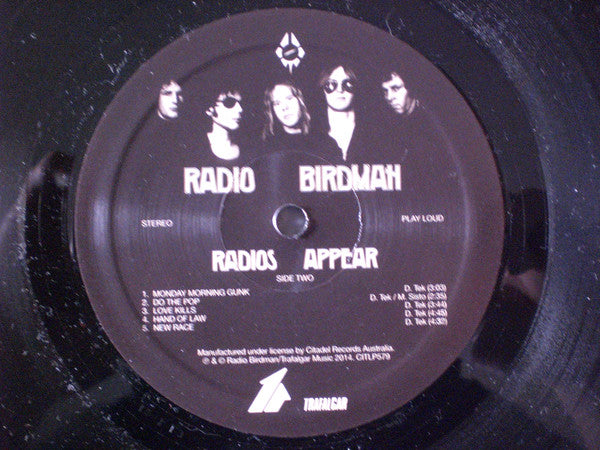 RADIO BIRDMAN
STEREO
PLAY LOUD
RADIOS APPEAR
SIDE TWO
1. MONDAY MORNING GUNK D. Tek (3:03)
2. DO THE POP D. Tek / M. Sisto (2:35)
3. LOVE KILLS D. Tek (3:44)
4. HAND OF LAW D. Tek (4:49)
5. NEW RACE D. Tek (4:32)
Manufactured under license by Citadel Records Australia.
℗ & © Radio Birdman/Trafalgar Music 2014. CITLP579
TRAFALGAR